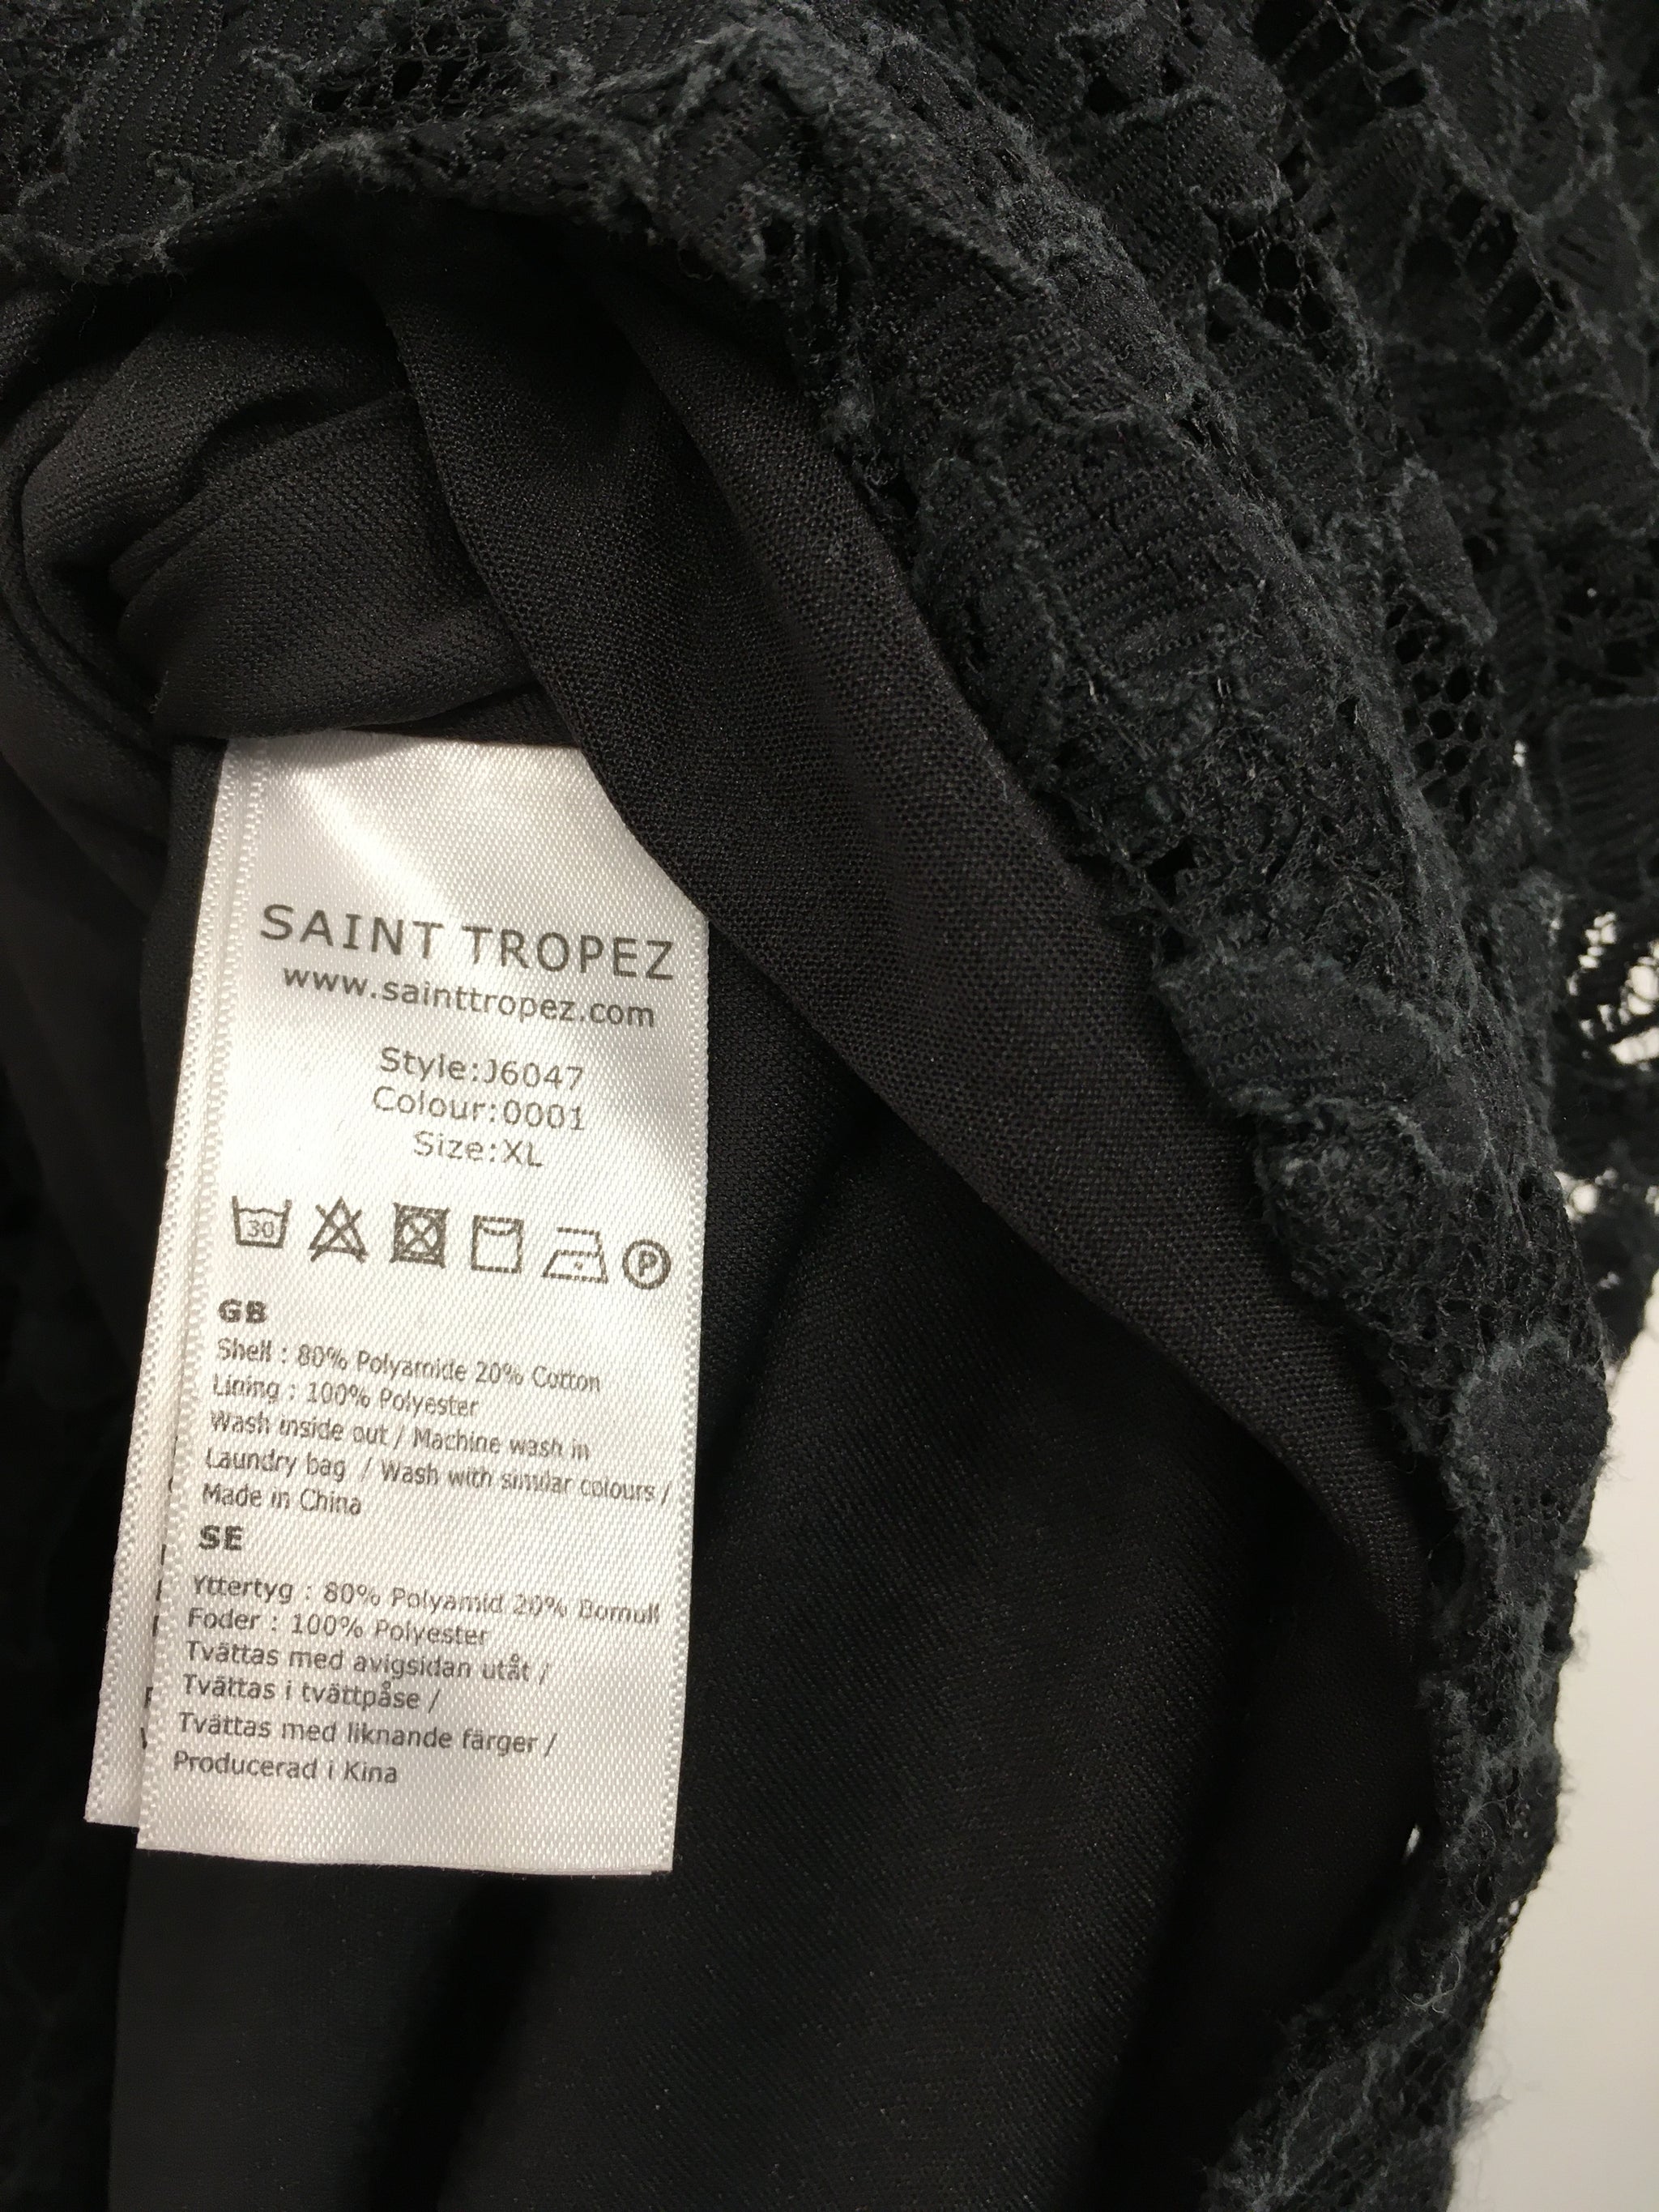 SAINT TROPEZ
www.sainttropez.com
Style:J6047
Colour:0001
Size:XL
30
P
GB
Shell : 80% Polyamide 20% Cotton
Lining : 100% Polyester
Wash inside out / Machine wash in
Laundry bag / Wash with similar colours /
Made in China
SE
Yttertyg : 80% Polyamid 20% Bomull
Foder : 100% Polyester
Tvättas med avigsidan utåt /
Tvättas i tvättpåse /
Tvättas med liknande färger /
Producerad i Kina